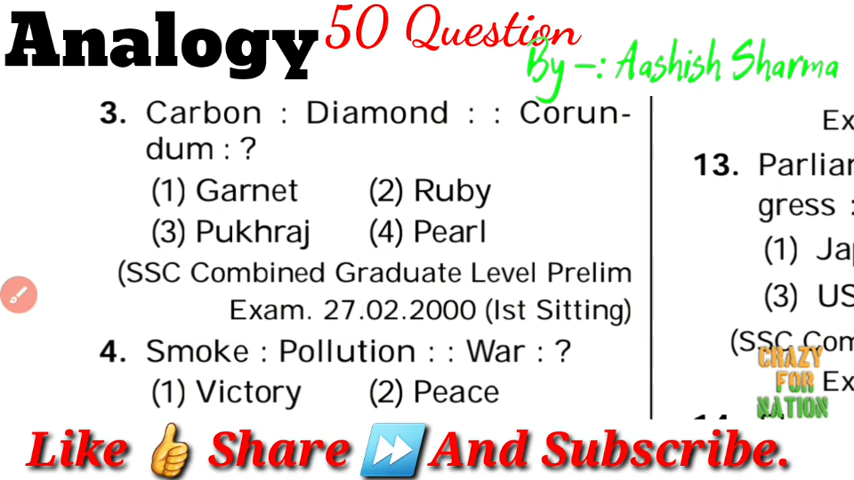 Analogy 50 Question
By -: Aashish Sharma
3. Carbon : Diamond : : Corun-
dum : ?
(1) Garnet (2) Ruby
(3) Pukhraj (4) Pearl
(SSC Combined Graduate Level Prelim
Exam. 27.02.2000 (Ist Sitting)
4. Smoke : Pollution : : War : ?
(1) Victory (2) Peace
Ex
13. Parliar
gress :
(1) Ja
(3) US
(SSC Com
Ex
CRAZY
FOR
NATION
Like 👍 Share ⏩ And Subscribe.